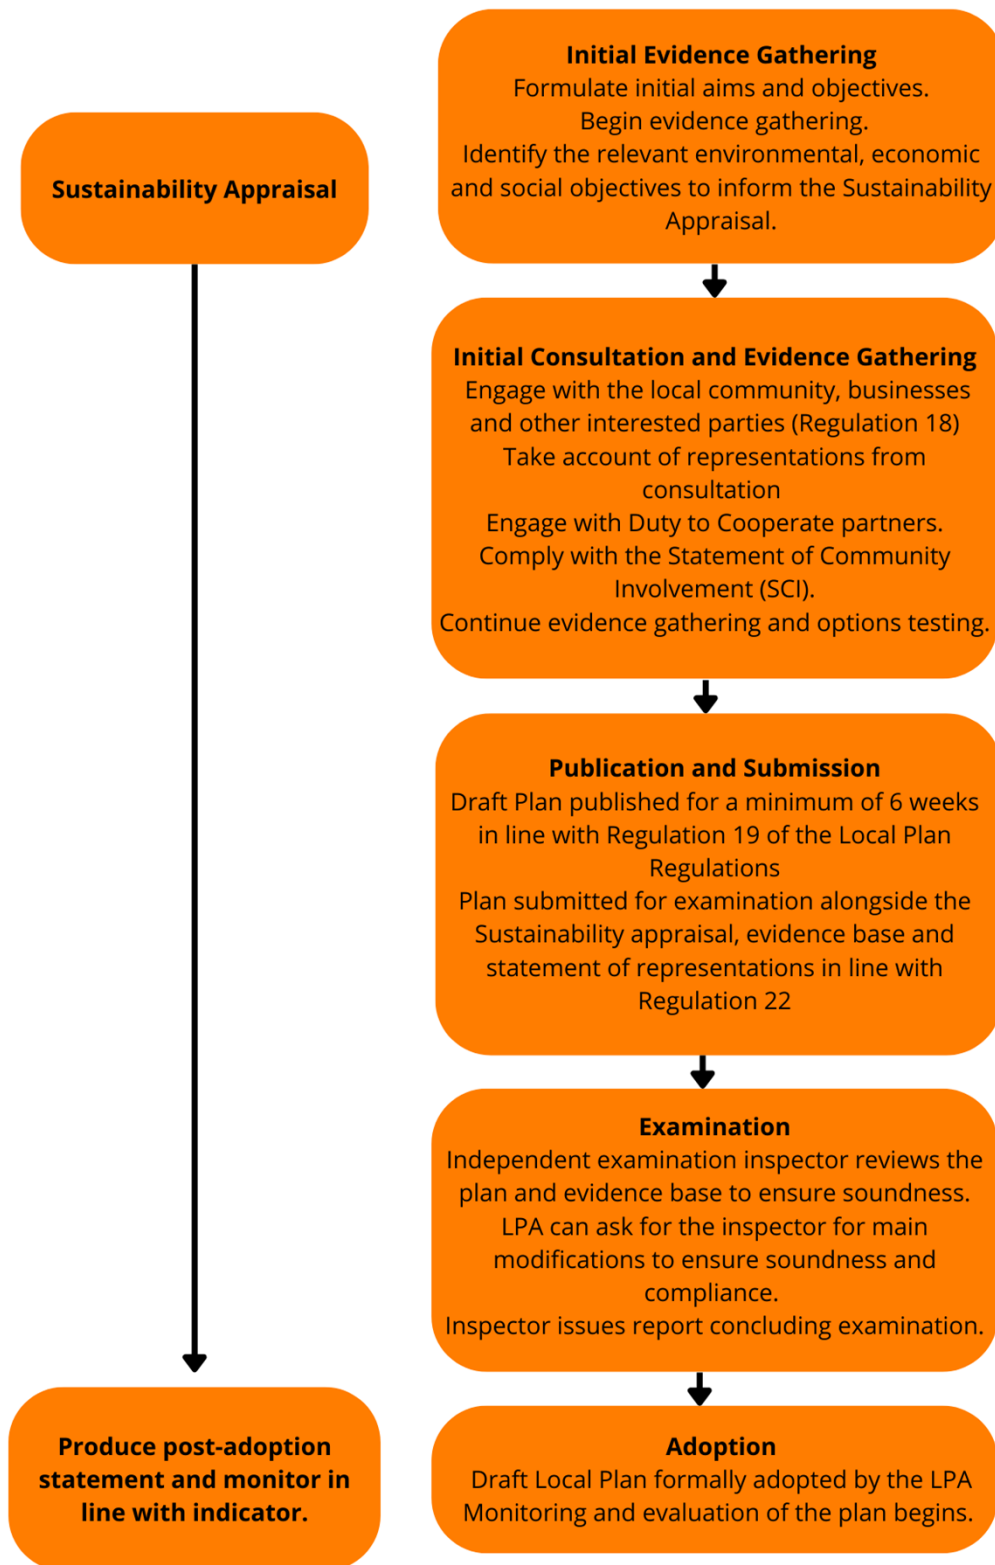 Sustainability Appraisal
Produce post-adoption
statement and monitor in
line with indicator.
Initial Evidence Gathering
Formulate initial aims and objectives.
Begin evidence gathering.
Identify the relevant environmental, economic
and social objectives to inform the Sustainability
Appraisal.
Initial Consultation and Evidence Gathering
Engage with the local community, businesses
and other interested parties (Regulation 18)
Take account of representations from
consultation
Engage with Duty to Cooperate partners.
Comply with the Statement of Community
Involvement (SCI).
Continue evidence gathering and options testing.
Publication and Submission
Draft Plan published for a minimum of 6 weeks
in line with Regulation 19 of the Local Plan
Regulations
Plan submitted for examination alongside the
Sustainability appraisal, evidence base and
statement of representations in line with
Regulation 22
Examination
Independent examination inspector reviews the
plan and evidence base to ensure soundness.
LPA can ask for the inspector for main
modifications to ensure soundness and
compliance.
Inspector issues report concluding examination.
Adoption
Draft Local Plan formally adopted by the LPA
Monitoring and evaluation of the plan begins.